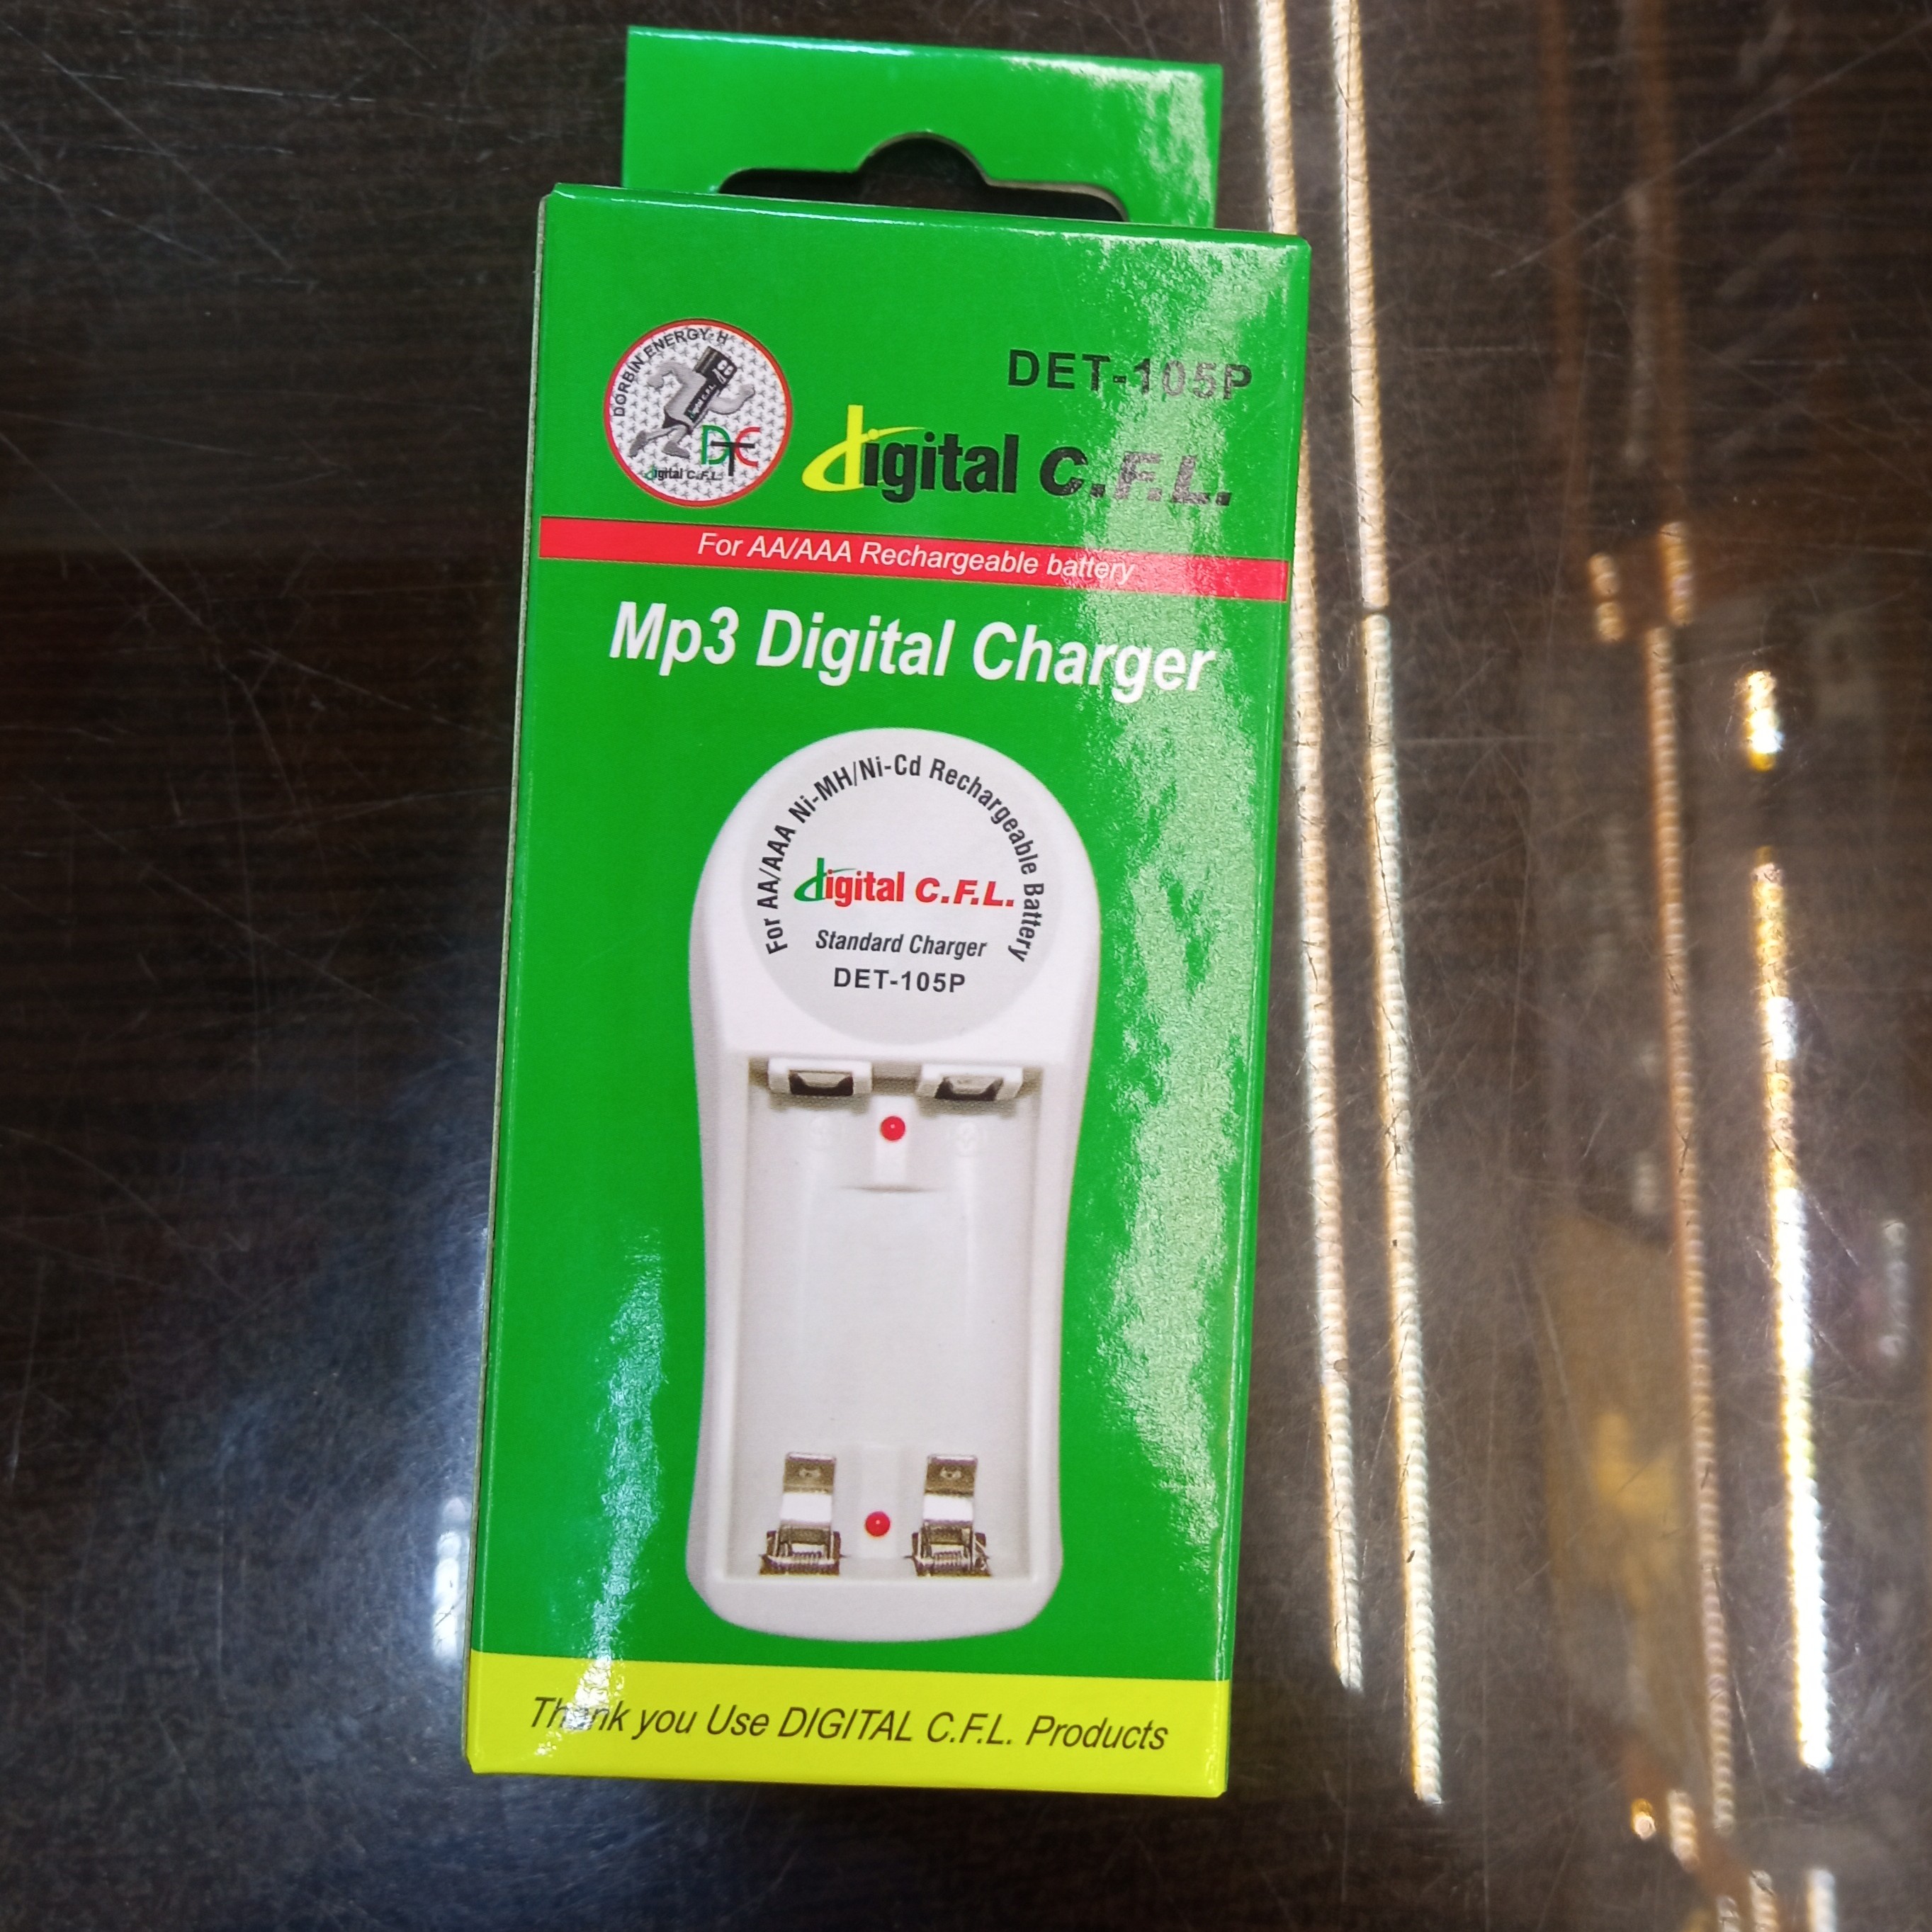 DORBIN ENERGY·H
DTC
digital C.F.L.
DET-105P
digital C.F.L.
For AA/AAA Rechargeable battery
Mp3 Digital Charger
For AA/AAA Ni-MH/Ni-Cd Rechargeable Battery
digital C.F.L.
Standard Charger
DET-105P
Thank you Use DIGITAL C.F.L. Products